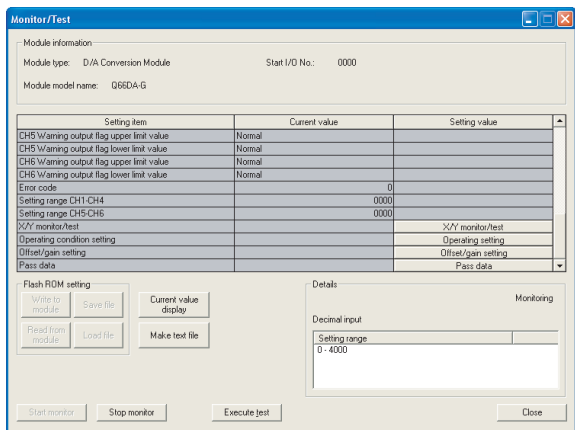 Monitor/Test
Module information
Module type: D/A Conversion Module Start I/O No.: 0000
Module model name: Q66DA-G
Setting item Current value Setting value
CH5 Warning output flag upper limit value Normal
CH5 Warning output flag lower limit value Normal
CH6 Warning output flag upper limit value Normal
CH6 Warning output flag lower limit value Normal
Error code 0
Setting range CH1-CH4 0000
Setting range CH5-CH6 0000
X/Y monitor/test X/Y monitor/test
Operating condition setting Operating setting
Offset/gain setting Offset/gain setting
Pass data Pass data
Flash ROM setting
Write to
module
Save file
Read from
module
Load file
Current value
display
Make text file
Details
Monitoring
Decimal input
Setting range
0 - 4000
Start monitor Stop monitor Execute test Close